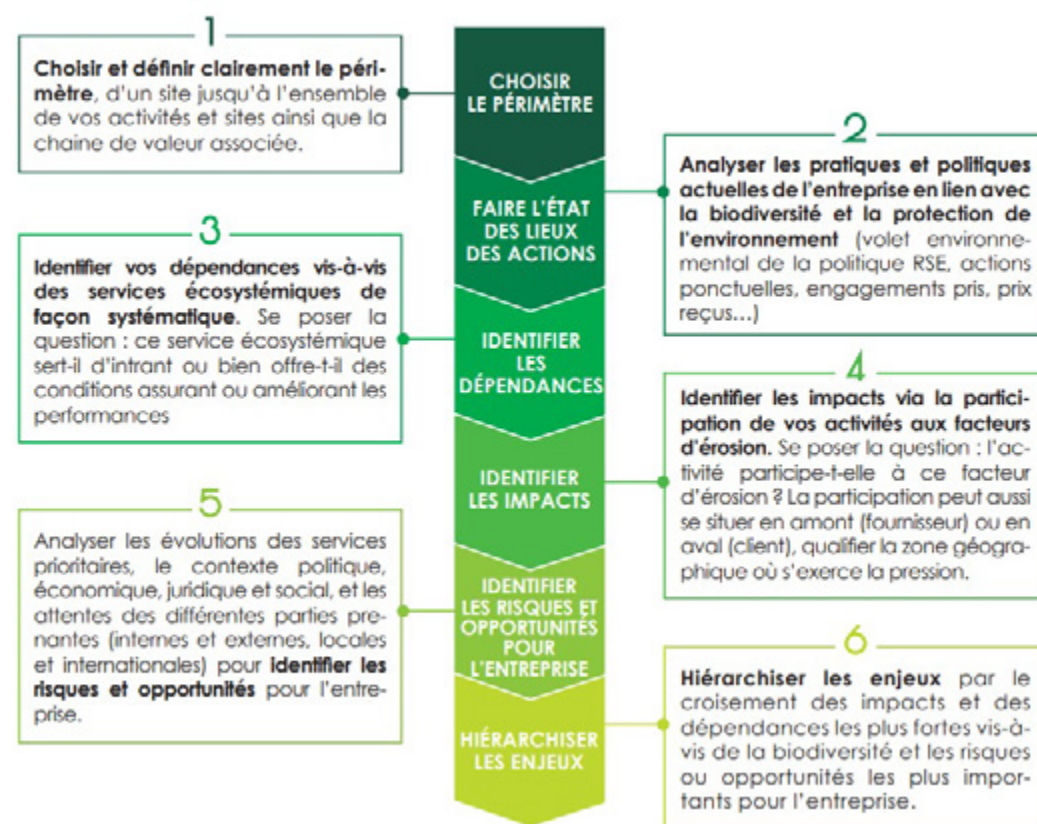 1
Choisir et définir clairement le péri-
mètre, d'un site jusqu'à l'ensemble
de vos activités et sites ainsi que la
chaine de valeur associée.
CHOISIR
LE PÉRIMÈTRE
2
Analyser les pratiques et politiques
actuelles de l'entreprise en lien avec
la biodiversité et la protection de
l'environnement (volet environne-
mental de la politique RSE, actions
ponctuelles, engagements pris, prix
reçus...)
FAIRE L'ÉTAT
DES LIEUX
DES ACTIONS
3
Identifier vos dépendances vis-à-vis
des services écosystémiques de
façon systématique. Se poser la
question : ce service écosystémique
sert-il d'intrant ou bien offre-t-il des
conditions assurant ou améliorant les
performances
IDENTIFIER
LES
DÉPENDANCES
4
Identifier les impacts via la partici-
pation de vos activités aux facteurs
d'érosion. Se poser la question : l'ac-
tivité participe-t-elle à ce facteur
d'érosion ? La participation peut aussi
se situer en amont (fournisseur) ou en
aval (client), qualifier la zone géogra-
phique où s'exerce la pression.
IDENTIFIER
LES IMPACTS
5
Analyser les évolutions des services
prioritaires, le contexte politique,
économique, juridique et social, et les
attentes des différentes parties pre-
nantes (internes et externes, locales
et internationales) pour identifier les
risques et opportunités pour l'entre-
prise.
IDENTIFIER
LES RISQUES ET
OPPORTUNITÉS
POUR
L'ENTREPRISE
6
Hiérarchiser les enjeux par le
croisement des impacts et des
dépendances les plus fortes vis-à-
vis de la biodiversité et les risques
ou opportunités les plus impor-
tants pour l'entreprise.
HIÉRARCHISER
LES ENJEUX